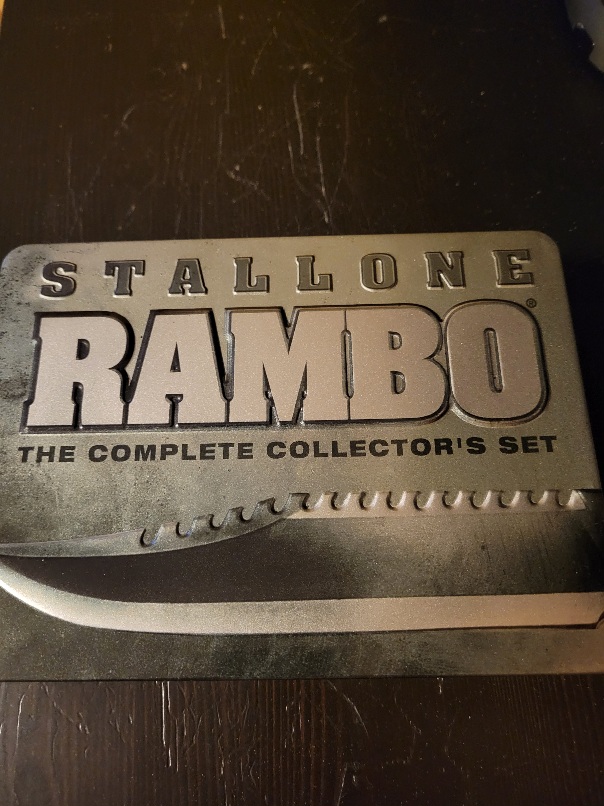 STALLONE
RAMBO®
THE COMPLETE COLLECTOR'S SET